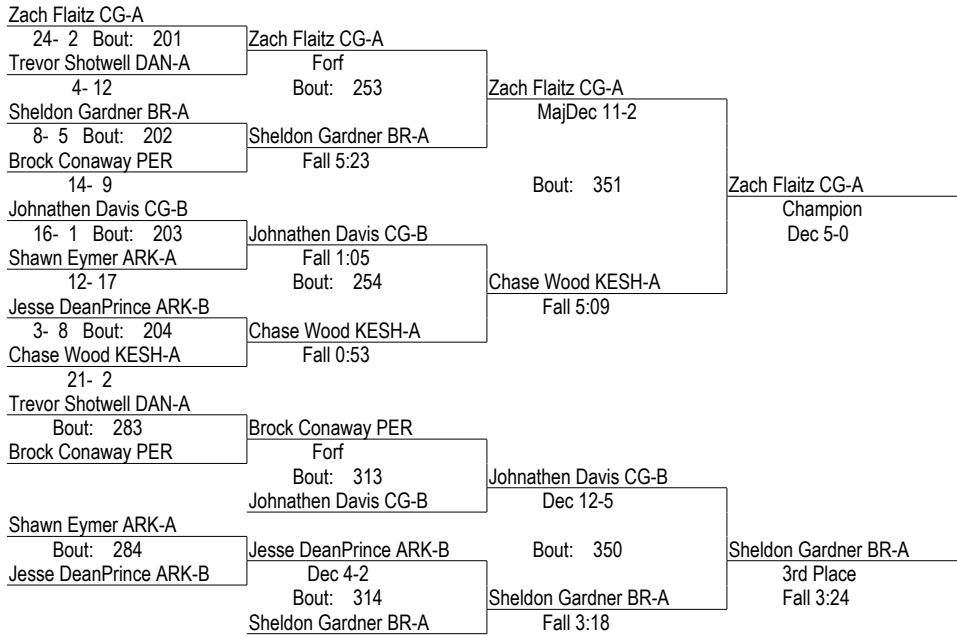 Zach Flaitz CG-A
24- 2 Bout: 201
Zach Flaitz CG-A
Trevor Shotwell DAN-A
Forf
4- 12
Bout: 253
Zach Flaitz CG-A
Sheldon Gardner BR-A
MajDec 11-2
8- 5 Bout: 202
Sheldon Gardner BR-A
Brock Conaway PER
Fall 5:23
14- 9
Bout: 351
Zach Flaitz CG-A
Johnathen Davis CG-B
Champion
16- 1 Bout: 203
Johnathen Davis CG-B
Dec 5-0
Shawn Eymer ARK-A
Fall 1:05
12- 17
Bout: 254
Chase Wood KESH-A
Jesse DeanPrince ARK-B
Fall 5:09
3- 8 Bout: 204
Chase Wood KESH-A
Chase Wood KESH-A
Fall 0:53
21- 2
Trevor Shotwell DAN-A
Bout: 283
Brock Conaway PER
Brock Conaway PER
Forf
Bout: 313
Johnathen Davis CG-B
Johnathen Davis CG-B
Dec 12-5
Shawn Eymer ARK-A
Bout: 284
Jesse DeanPrince ARK-B
Bout: 350
Sheldon Gardner BR-A
Jesse DeanPrince ARK-B
Dec 4-2
3rd Place
Bout: 314
Sheldon Gardner BR-A
Fall 3:24
Sheldon Gardner BR-A
Fall 3:18